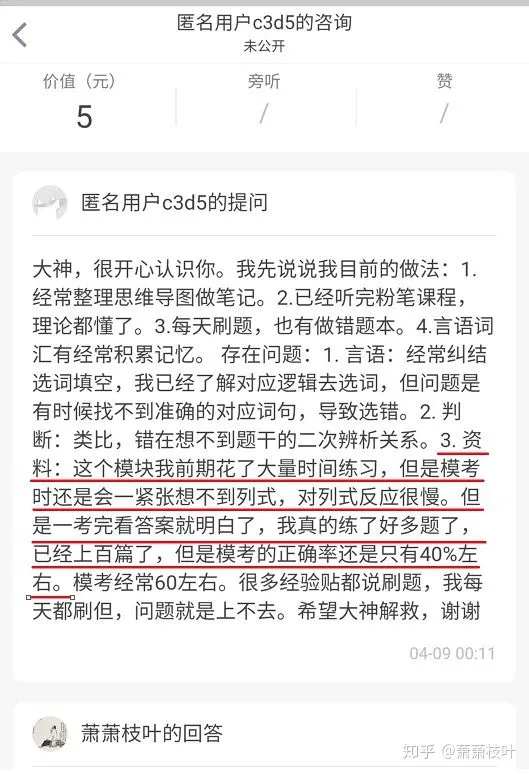 匿名用户c3d5的咨询
未公开
价值（元） 旁听 赞
5 / /
匿名用户c3d5的提问
大神，很开心认识你。我先说说我目前的做法：1.
经常整理思维导图做笔记。2.已经听完粉笔课程，
理论都懂了。3.每天刷题，也有做错题本。4.言语词
汇有经常积累记忆。 存在问题：1. 言语：经常纠结
选词填空，我已经了解对应逻辑去选词，但问题是
有时候找不到准确的对应词句，导致选错。2. 判
断：类比，错在想不到题干的二次辨析关系。3. 资
料：这个模块我前期花了大量时间练习，但是模考
时还是会一紧张想不到列式，对列式反应很慢。但
是一考完看答案就明白了，我真的练了好多题了，
已经上百篇了，但是模考的正确率还是只有40%左
右。模考经常60左右。很多经验贴都说刷题，我每
天都刷但，问题就是上不去。希望大神解救，谢谢
04-09 00:11
萧萧枝叶的回答
知乎 @萧萧枝叶